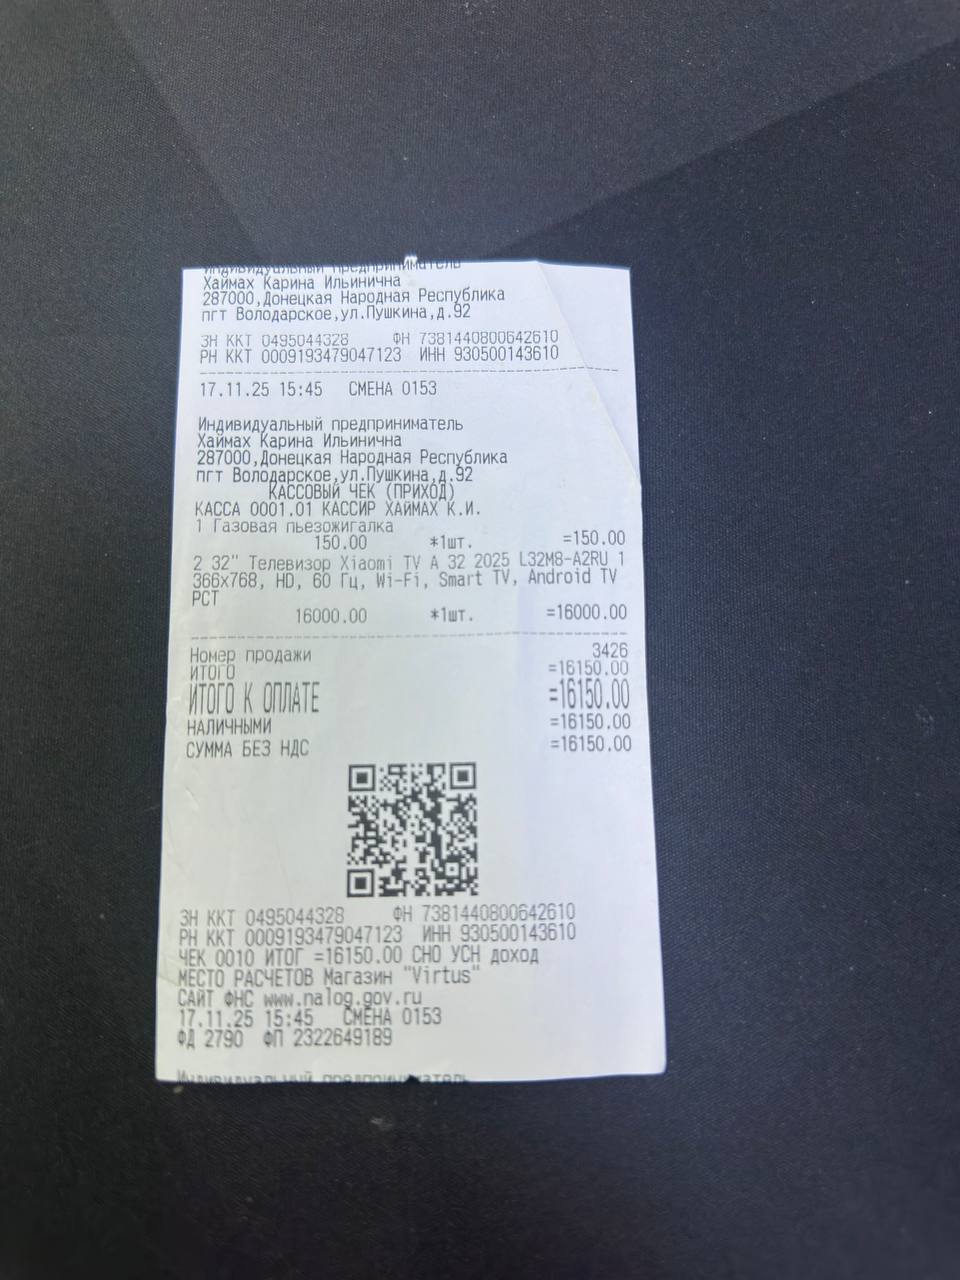 Индивидуальный предприниматель
Хаймах Карина Ильинична
287000,Донецкая Народная Республика
пгт Володарское,ул.Пушкина,д.92
ЗН ККТ 0495044328 ФН 7381440800642610
РН ККТ 0009193479047123 ИНН 930500143610
17.11.25 15:45 СМЕНА 0153
Индивидуальный предприниматель
Хаймах Карина Ильинична
287000,Донецкая Народная Республика
пгт Володарское,ул.Пушкина,д.92
КАССОВЫЙ ЧЕК (ПРИХОД)
КАССА 0001.01 КАССИР ХАЙМАХ К.И.
1 Газовая пьезожигалка
150.00 *1шт. =150.00
2 32" Телевизор Xiaomi TV A 32 2025 L32M8-A2RU 1
366x768, HD, 60 Гц, Wi-Fi, Smart TV, Android TV
РСТ
16000.00 *1шт. =16000.00
Номер продажи 3426
ИТОГО =16150.00
ИТОГО К ОПЛАТЕ =16150.00
НАЛИЧНЫМИ =16150.00
СУММА БЕЗ НДС =16150.00
ЗН ККТ 0495044328 ФН 7381440800642610
РН ККТ 0009193479047123 ИНН 930500143610
ЧЕК 0010 ИТОГ =16150.00 СНО УСН доход
МЕСТО РАСЧЕТОВ Магазин "Virtus"
САЙТ ФНС www.nalog.gov.ru
17.11.25 15:45 СМЕНА 0153
ФД 2790 ФП 2322649189
Индивидуальный предприниматель